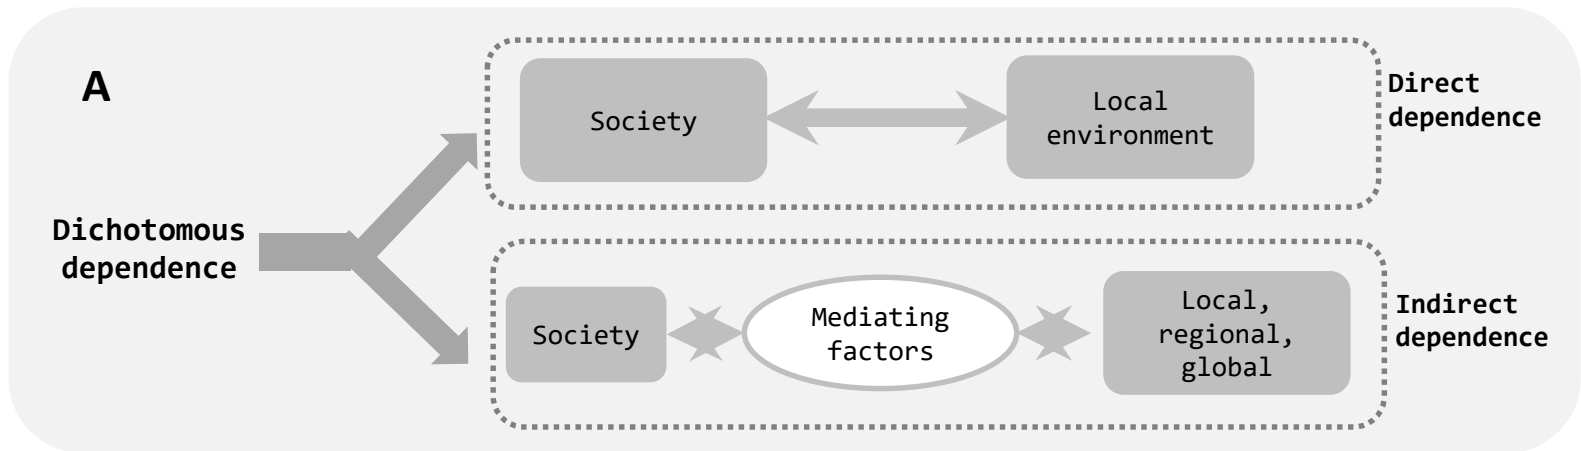 A
Dichotomous
dependence
Society
Local
environment
Direct
dependence
Society
Mediating
factors
Local,
regional,
global
Indirect
dependence